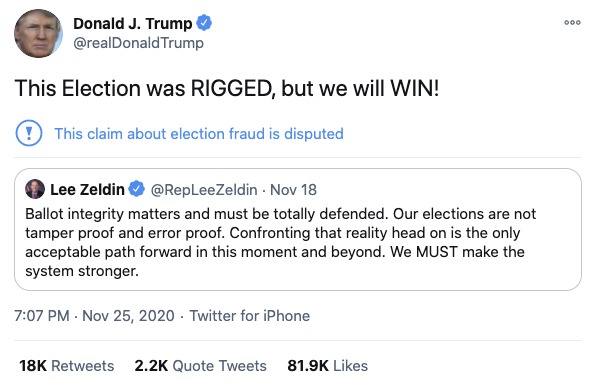 Donald J. Trump
@realDonaldTrump
This Election was RIGGED, but we will WIN!
This claim about election fraud is disputed
Lee Zeldin @RepLeeZeldin · Nov 18
Ballot integrity matters and must be totally defended. Our elections are not
tamper proof and error proof. Confronting that reality head on is the only
acceptable path forward in this moment and beyond. We MUST make the
system stronger.
7:07 PM · Nov 25, 2020 · Twitter for iPhone
18K Retweets 2.2K Quote Tweets 81.9K Likes